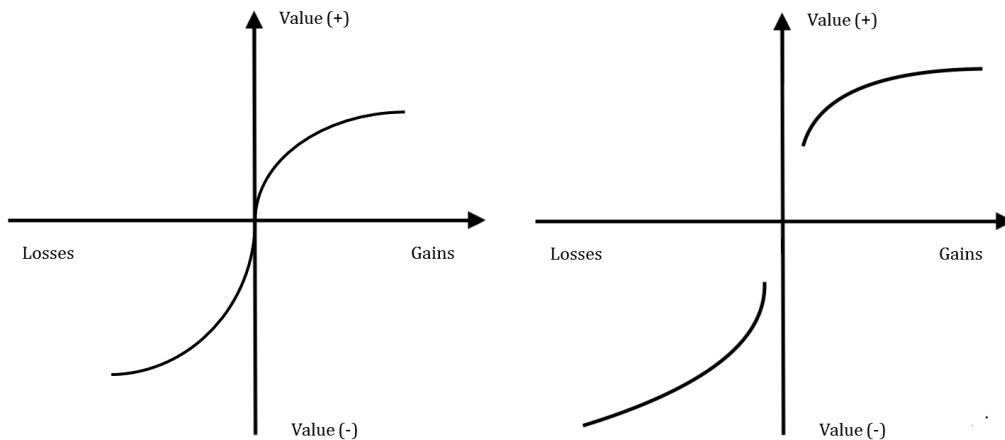 Value (+)
Losses
Gains
Value (-)
Value (+)
Losses
Gains
Value (-)